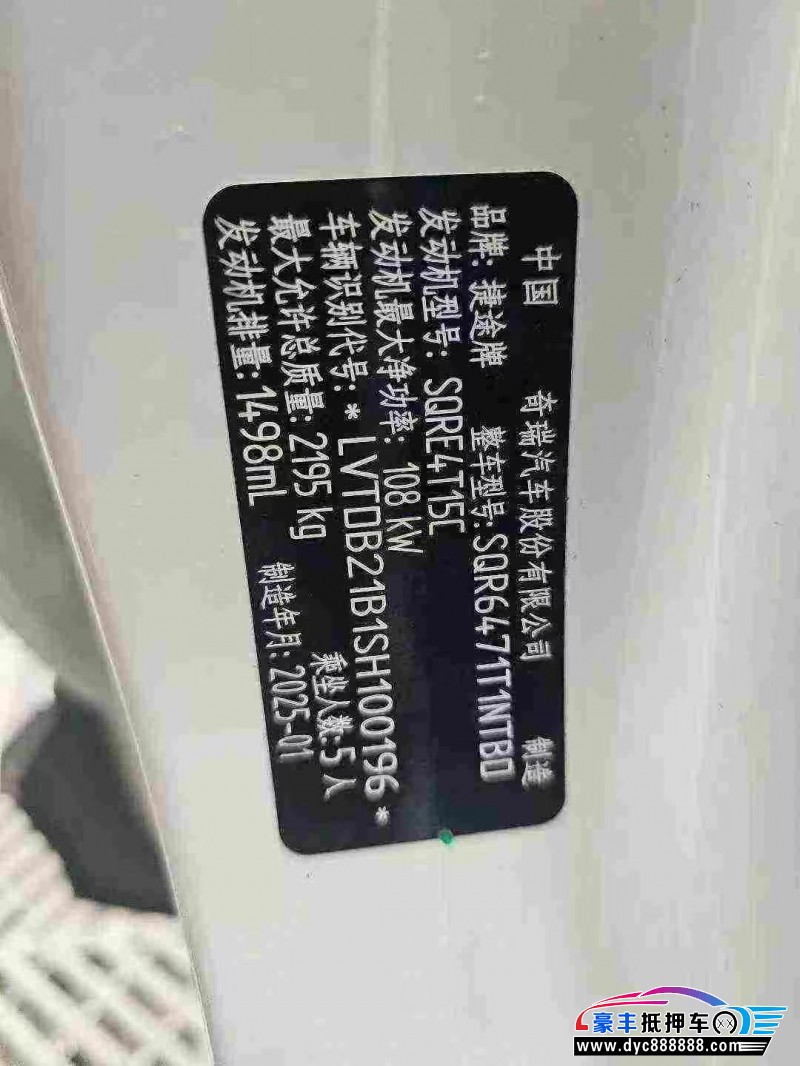 中国 奇瑞汽车股份有限公司 制造
品牌: 捷途牌 整车型号: SQR6471T1NTBD
发动机型号: SQRE4T15C
发动机最大净功率: 108 kW
车辆识别代号: * LVTDB21B1SH100196 *
最大允许总质量: 2195 kg 乘坐人数: 5 人
发动机排量: 1498mL 制造年月: 2025-01
豪丰抵押车
www.dyc888888.com